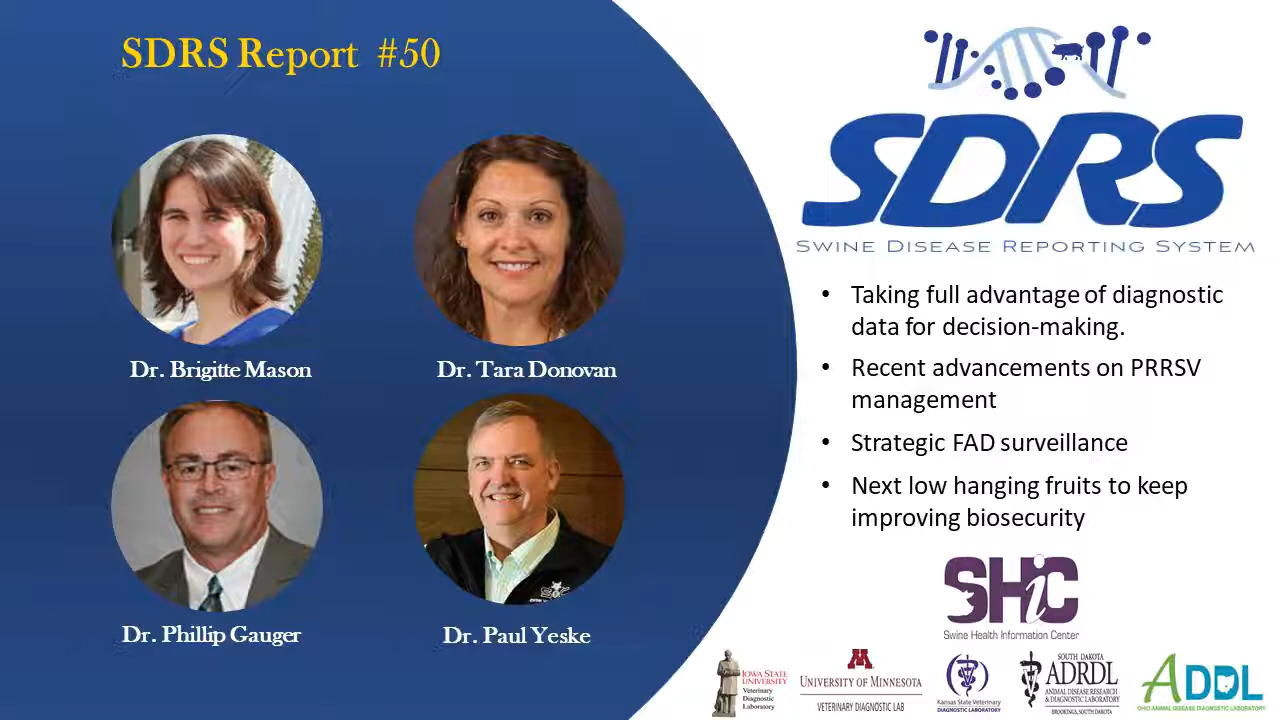 SDRS Report #50
Dr. Brigitte Mason
Dr. Tara Donovan
Dr. Phillip Gauger
Dr. Paul Yeske
SDRS
SWINE DISEASE REPORTING SYSTEM
• Taking full advantage of diagnostic
data for decision-making.
• Recent advancements on PRRSV
management
• Strategic FAD surveillance
• Next low hanging fruits to keep
improving biosecurity
SHiC
Swine Health Information Center
IOWA STATE
UNIVERSITY
Veterinary
Diagnostic
Laboratory
M
UNIVERSITY OF MINNESOTA
VETERINARY DIAGNOSTIC LAB
Kansas State Veterinary
DIAGNOSTIC LABORATORY
SOUTH DAKOTA
ADRDL
ANIMAL DISEASE RESEARCH
& DIAGNOSTIC LABORATORY
BROOKINGS, SOUTH DAKOTA
ADDL
OHIO ANIMAL DISEASE DIAGNOSTIC LABORATORY